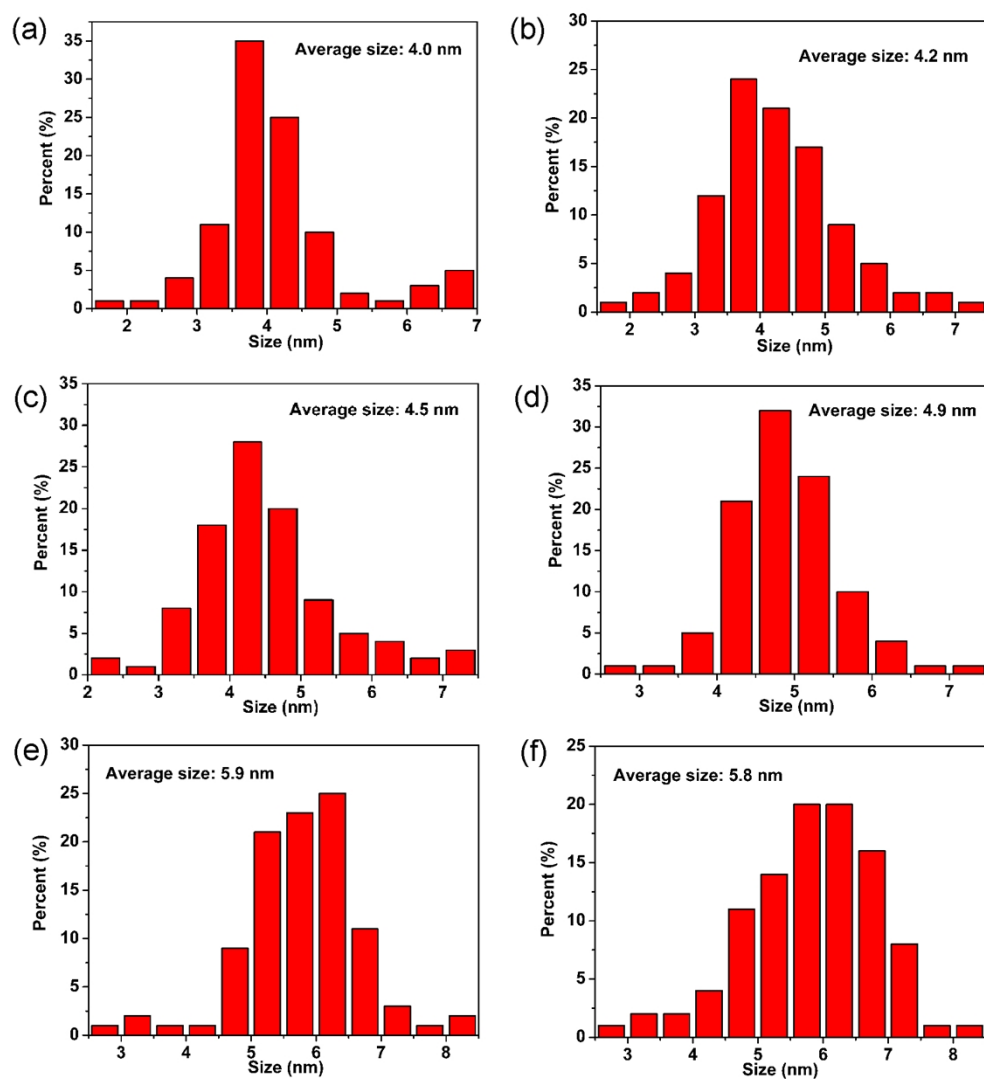 (a)
Average size: 4.0 nm
Percent (%)
35
30
25
20
15
10
5
0
2 3 4 5 6 7
Size (nm)
(b)
Average size: 4.2 nm
Percent (%)
30
25
20
15
10
5
0
2 3 4 5 6 7
Size (nm)
(c)
Average size: 4.5 nm
Percent (%)
35
30
25
20
15
10
5
0
2 3 4 5 6 7
Size (nm)
(d)
Average size: 4.9 nm
Percent (%)
35
30
25
20
15
10
5
0
3 4 5 6 7
Size (nm)
(e)
Average size: 5.9 nm
Percent (%)
30
25
20
15
10
5
0
3 4 5 6 7 8
Size (nm)
(f)
Average size: 5.8 nm
Percent (%)
25
20
15
10
5
0
3 4 5 6 7 8
Size (nm)